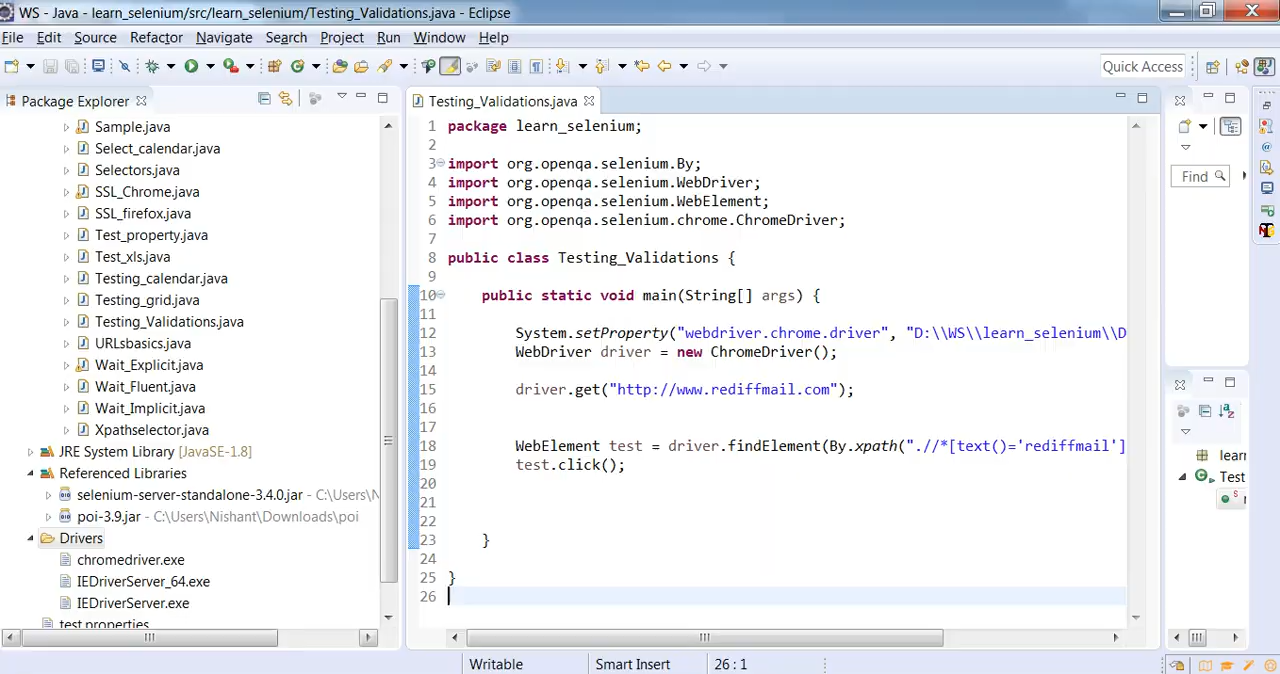 WS - Java - learn_selenium/src/learn_selenium/Testing_Validations.java - Eclipse
File Edit Source Refactor Navigate Search Project Run Window Help
Quick Access
Package Explorer
Sample.java
Select_calendar.java
Selectors.java
SSL_Chrome.java
SSL_firefox.java
Test_property.java
Test_xls.java
Testing_calendar.java
Testing_grid.java
Testing_Validations.java
URLsbasics.java
Wait_Explicit.java
Wait_Fluent.java
Wait_Implicit.java
Xpathselector.java
JRE System Library [JavaSE-1.8]
Referenced Libraries
selenium-server-standalone-3.4.0.jar - C:\Users\N
poi-3.9.jar - C:\Users\Nishant\Downloads\poi
Drivers
chromedriver.exe
IEDriverServer_64.exe
IEDriverServer.exe
test.properties
Testing_Validations.java
1 package learn_selenium;
2
3 import org.openqa.selenium.By;
4 import org.openqa.selenium.WebDriver;
5 import org.openqa.selenium.WebElement;
6 import org.openqa.selenium.chrome.ChromeDriver;
7
8 public class Testing_Validations {
9
10 public static void main(String[] args) {
11
12 System.setProperty("webdriver.chrome.driver", "D:\\WS\\learn_selenium\\D
13 WebDriver driver = new ChromeDriver();
14
15 driver.get("http://www.rediffmail.com");
16
17
18 WebElement test = driver.findElement(By.xpath(".//*[text()='rediffmail']
19 test.click();
20
21
22
23 }
24
25 }
26
Find
learn
Test
Writable Smart Insert 26 : 1